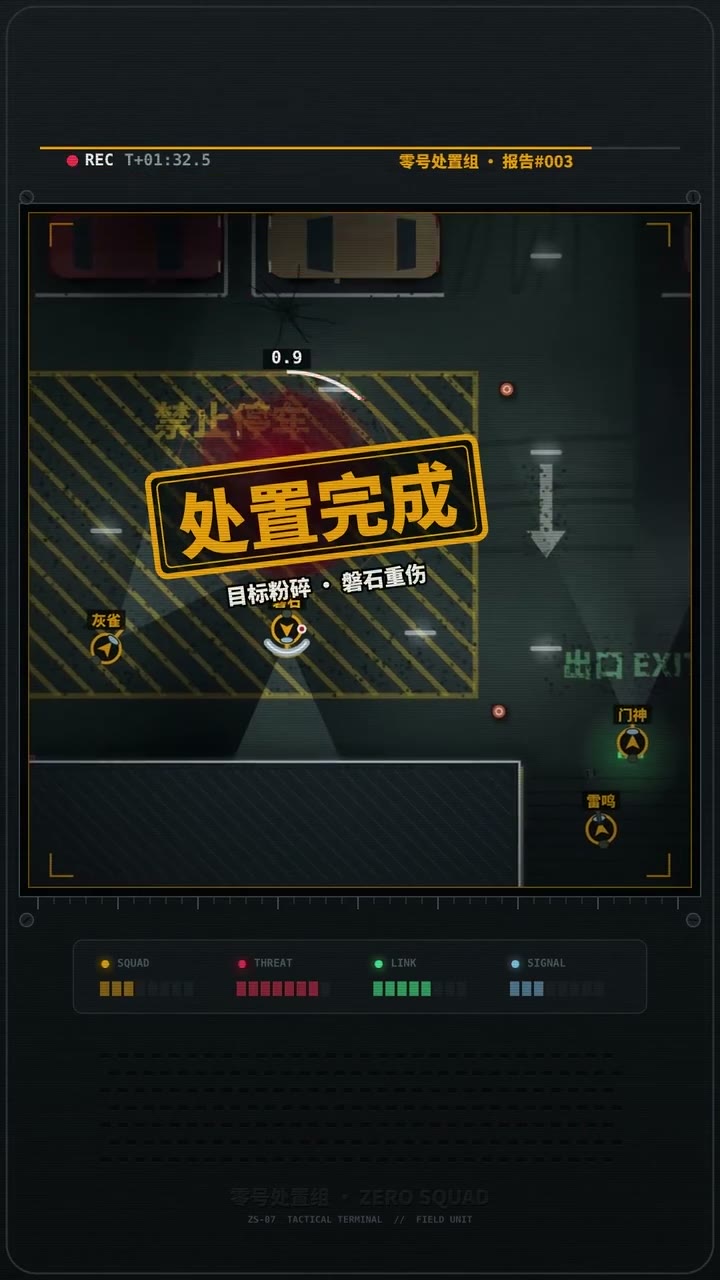 REC T+01:32.5
零号处置组 · 报告#003
0.9
禁止停车
处置完成
目标粉碎 · 磐石重伤
灰雀
磐石
出口 EXIT
门神
雷鸣
SQUAD
THREAT
LINK
SIGNAL
零号处置组 · ZERO SQUAD
ZS-07 TACTICAL TERMINAL // FIELD UNIT